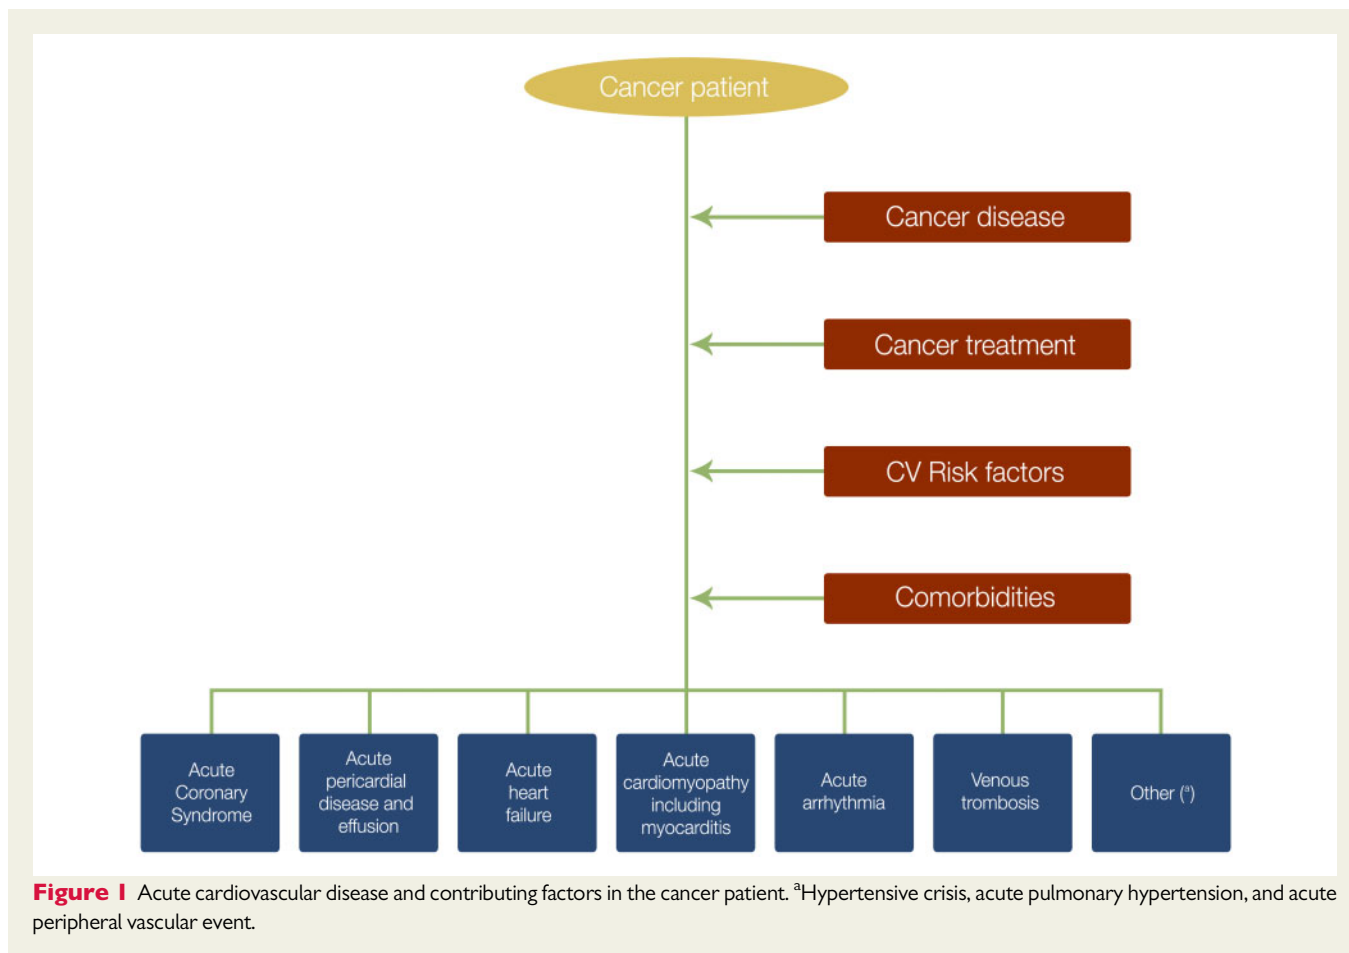 Cancer patient
Cancer disease
Cancer treatment
CV Risk factors
Comorbidities
Acute
Coronary
Syndrome
Acute
pericardial
disease and
effusion
Acute
heart
failure
Acute
cardiomyopathy
including
myocarditis
Acute
arrhythmia
Venous
trombosis
Other (ª)
Figure 1 Acute cardiovascular disease and contributing factors in the cancer patient. ªHypertensive crisis, acute pulmonary hypertension, and acute
peripheral vascular event.